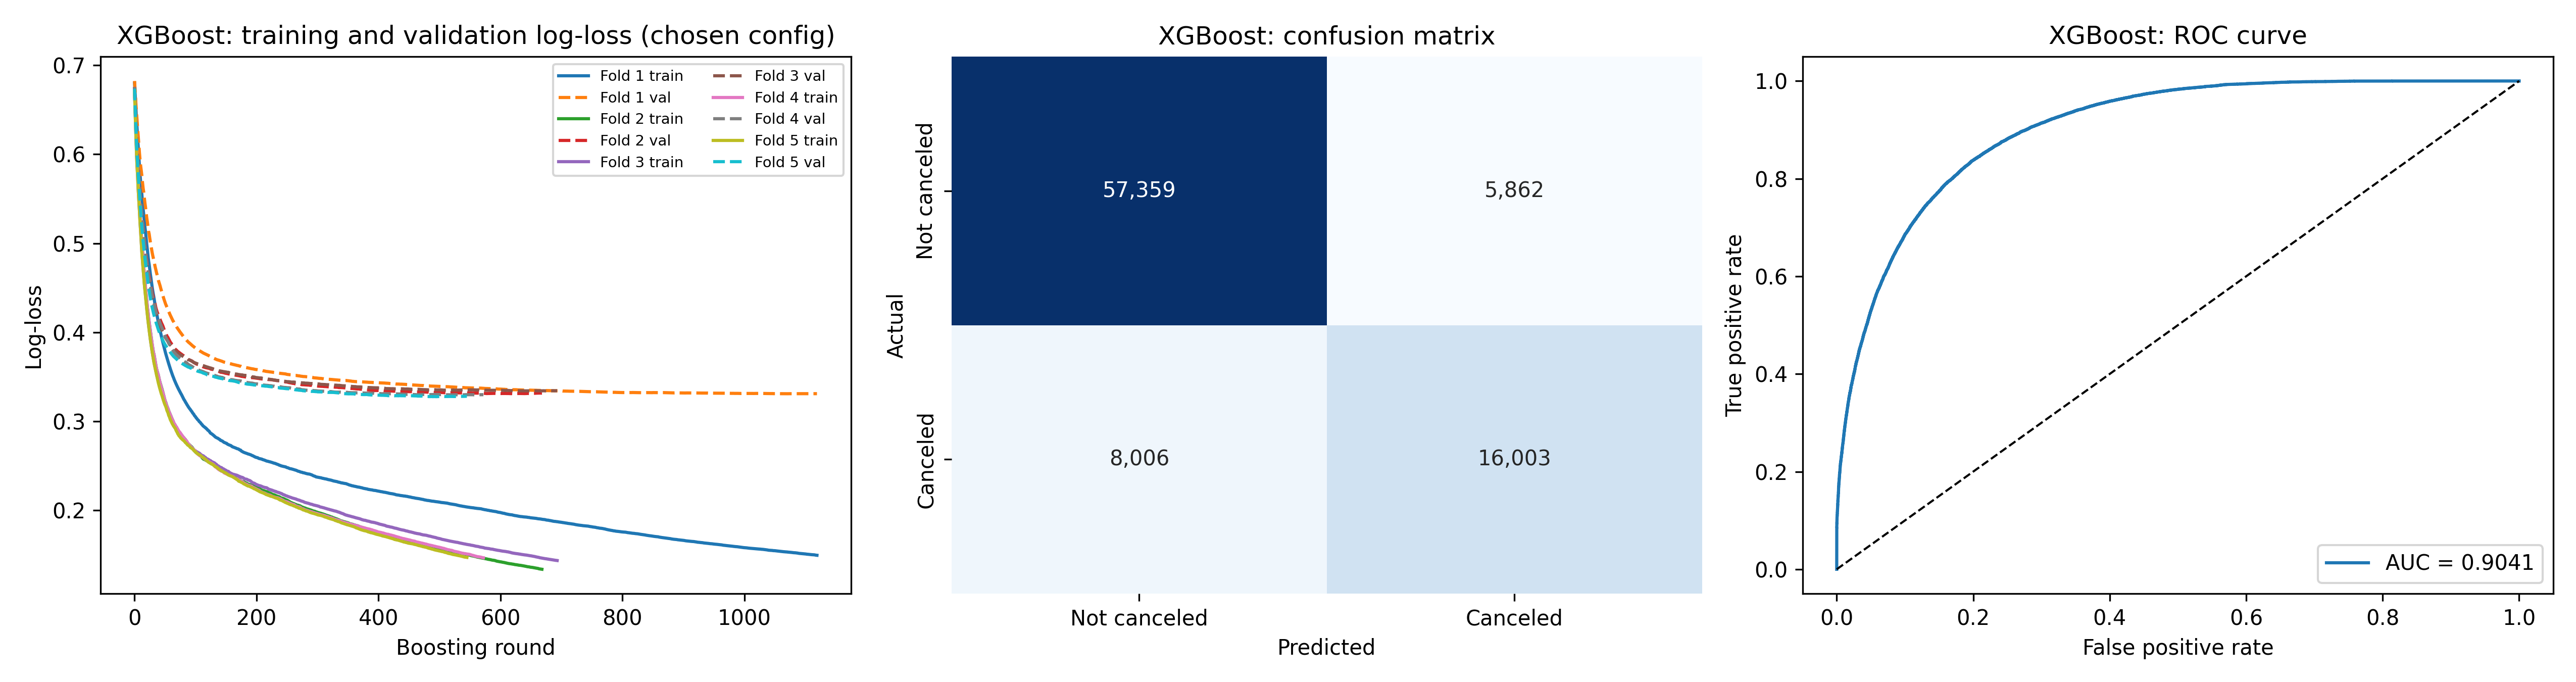 XGBoost: training and validation log-loss (chosen config)
0.7
0.6
0.5
0.4
0.3
0.2
Log-loss
0
200
400
600
800
1000
Boosting round
Fold 1 train
Fold 1 val
Fold 2 train
Fold 2 val
Fold 3 train
Fold 3 val
Fold 4 train
Fold 4 val
Fold 5 train
Fold 5 val
XGBoost: confusion matrix
Actual
Not canceled
Canceled
57,359
5,862
8,006
16,003
Not canceled
Canceled
Predicted
XGBoost: ROC curve
True positive rate
1.0
0.8
0.6
0.4
0.2
0.0
0.0
0.2
0.4
0.6
0.8
1.0
False positive rate
AUC = 0.9041